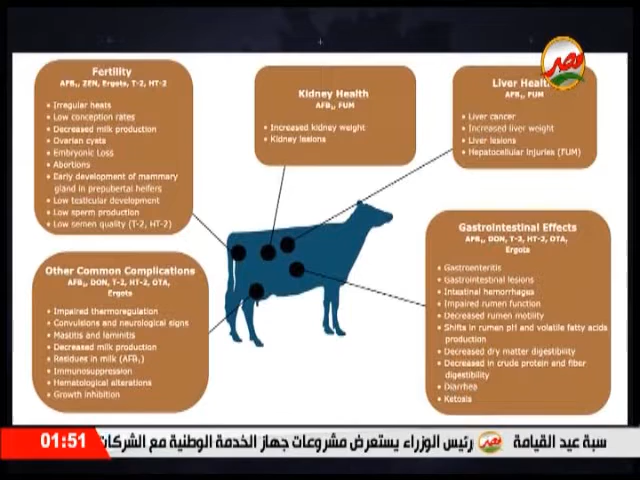 Fertility
AFB₁, ZEN, Ergots, T-2, HT-2
• Irregular heats
• Low conception rates
• Decreased milk production
• Ovarian cysts
• Embryonic Loss
• Abortions
• Early development of mammary
gland in prepubertal heifers
• Low testicular development
• Low sperm production
• Low semen quality (T-2, HT-2)
Kidney Health
AFB₁, FUM
• Increased kidney weight
• Kidney lesions
Liver Health
AFB₁, FUM
• Liver cancer
• Increased liver weight
• Liver lesions
• Hepatocellular injuries (FUM)
مصر
Other Common Complications
AFB₁, DON, T-2, HT-2, OTA,
Ergots
• Impaired thermoregulation
• Convulsions and neurological signs
• Mastitis and laminitis
• Decreased milk production
• Residues in milk (AFB₁)
• Immunosuppression
• Hematological alterations
• Growth inhibition
Gastrointestinal Effects
AFB₁, DON, T-2, HT-2, OTA,
Ergots
• Gastroenteritis
• Gastrointestinal lesions
• Intestinal hemorrhages
• Impaired rumen function
• Decreased rumen motility
• Shifts in rumen pH and volatile fatty acids
production
• Decreased dry matter digestibility
• Decreased in crude protein and fiber
digestibility
• Diarrhea
• Ketosis
01:51
سبة عيد القيامة مصر رئيس الوزراء يستعرض مشروعات جهاز الخدمة الوطنية مع الشركات